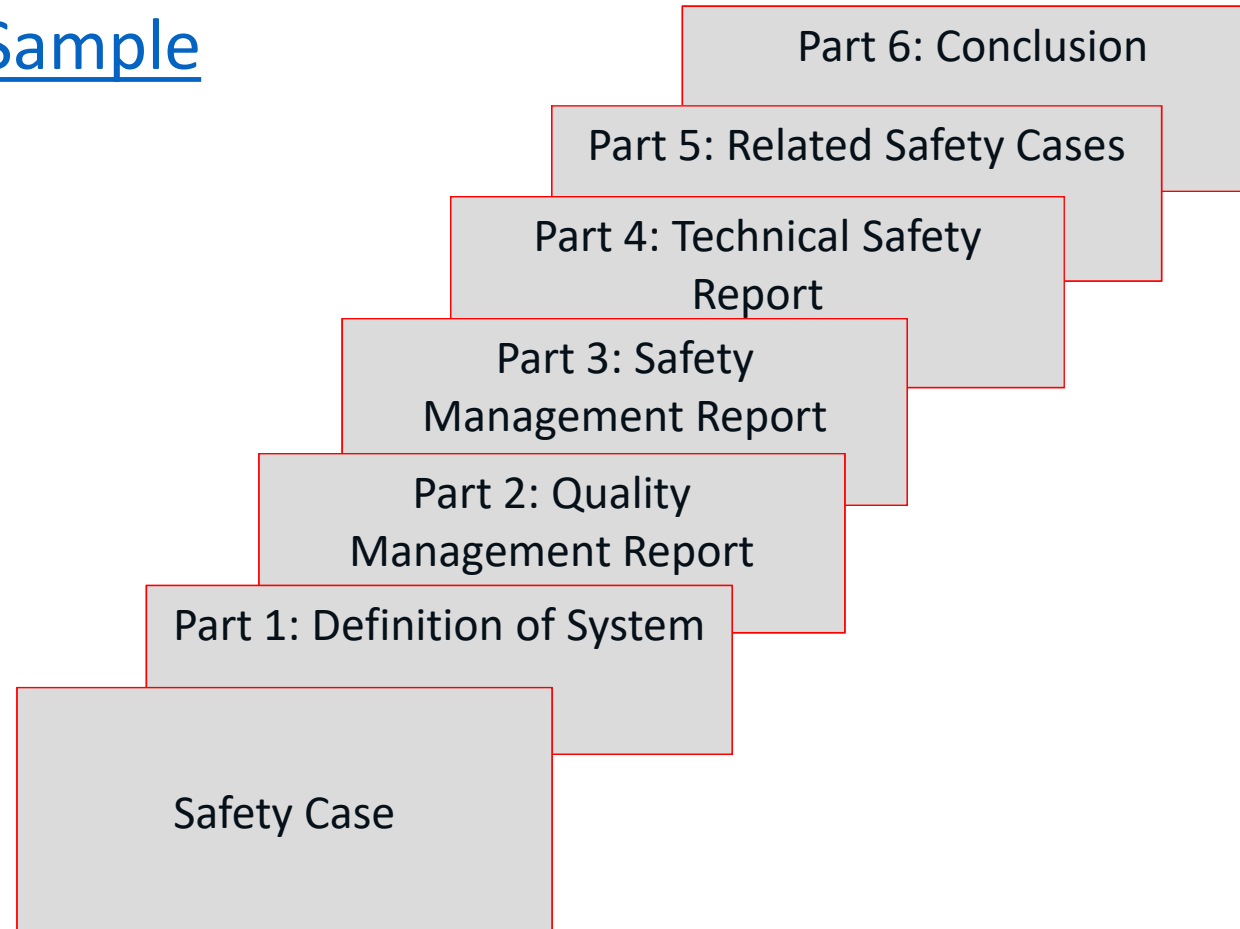 Sample
Part 6: Conclusion
Part 5: Related Safety Cases
Part 4: Technical Safety
Report
Part 3: Safety
Management Report
Part 2: Quality
Management Report
Part 1: Definition of System
Safety Case